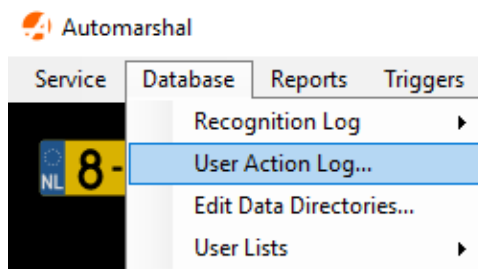 Automarshal
Service Database Reports Triggers
Recognition Log
User Action Log...
Edit Data Directories...
User Lists
NL 8-